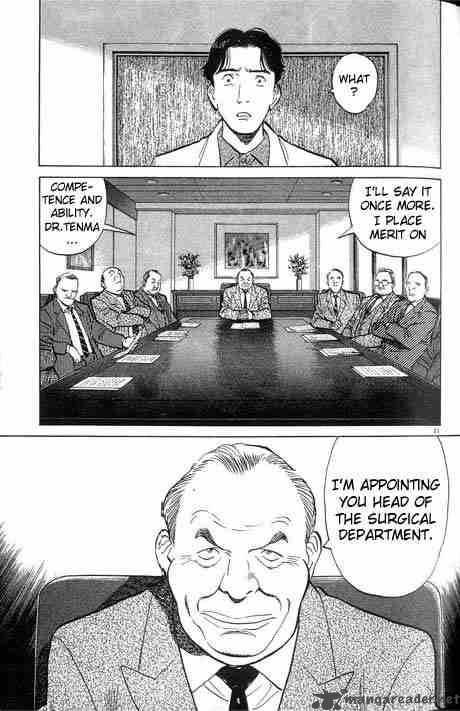 WHAT
?
I'LL SAY IT
ONCE MORE.
I PLACE
MERIT ON
COMPE-
TENCE AND
ABILITY.
DR.TENMA
...
I'M APPOINTING
YOU HEAD OF
THE SURGICAL
DEPARTMENT.
mangareader.net